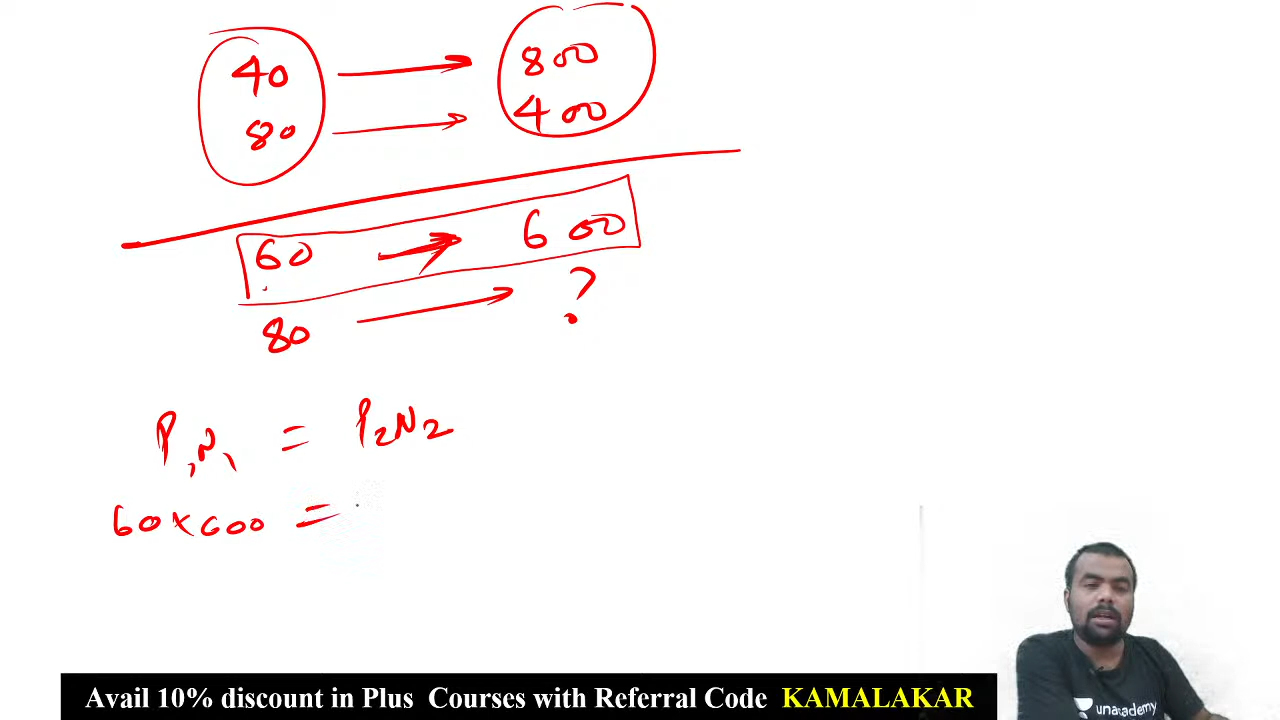 40 → 800
80 → 400
60 → 600
80 → ?
P₁N₁ = P₂N₂
60×600 =
unacademy
Avail 10% discount in Plus Courses with Referral Code KAMALAKAR